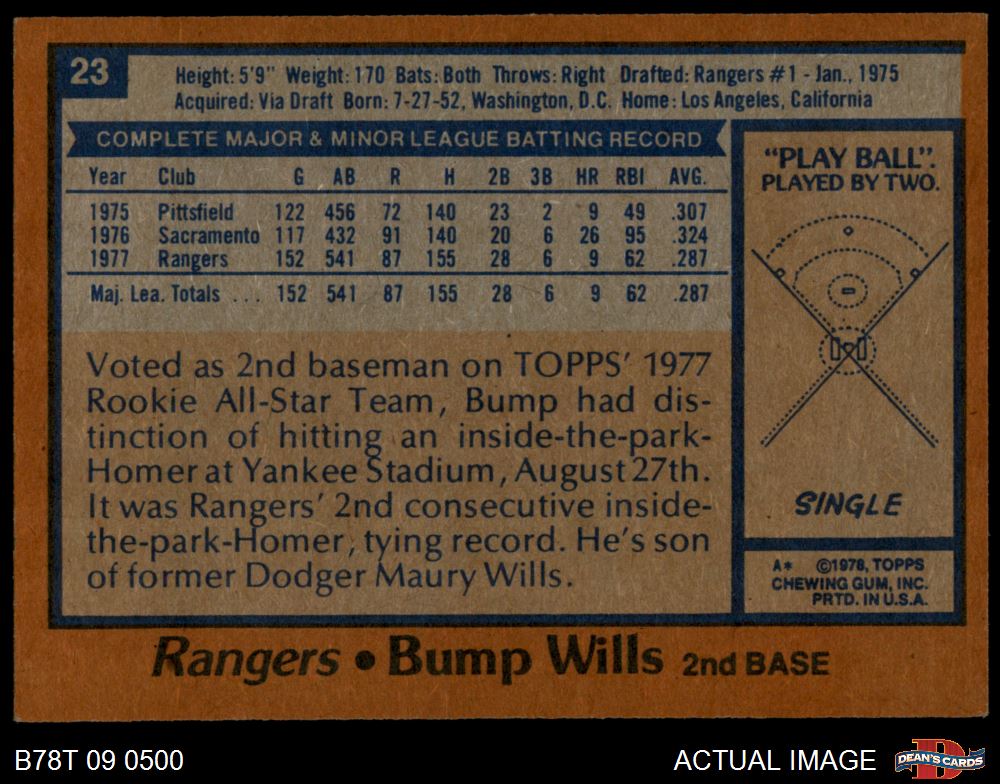 23
Height: 5'9" Weight: 170 Bats: Both Throws: Right Drafted: Rangers #1 - Jan., 1975
Acquired: Via Draft Born: 7-27-52, Washington, D.C. Home: Los Angeles, California
COMPLETE MAJOR & MINOR LEAGUE BATTING RECORD
Year Club G AB R H 2B 3B HR RBI AVG.
1975 Pittsfield 122 456 72 140 23 2 9 49 .307
1976 Sacramento 117 432 91 140 20 6 26 95 .324
1977 Rangers 152 541 87 155 28 6 9 62 .287
Maj. Lea. Totals ... 152 541 87 155 28 6 9 62 .287
Voted as 2nd baseman on TOPPS' 1977
Rookie All-Star Team, Bump had dis-
tinction of hitting an inside-the-park-
Homer at Yankee Stadium, August 27th.
It was Rangers' 2nd consecutive inside-
the-park-Homer, tying record. He's son
of former Dodger Maury Wills.
"PLAY BALL".
PLAYED BY TWO.
SINGLE
A* ©1978, TOPPS
CHEWING GUM, INC.
PRTD. IN U.S.A.
Rangers • Bump Wills 2nd BASE
B78T 09 0500
ACTUAL IMAGE
DEAN'S CARDS